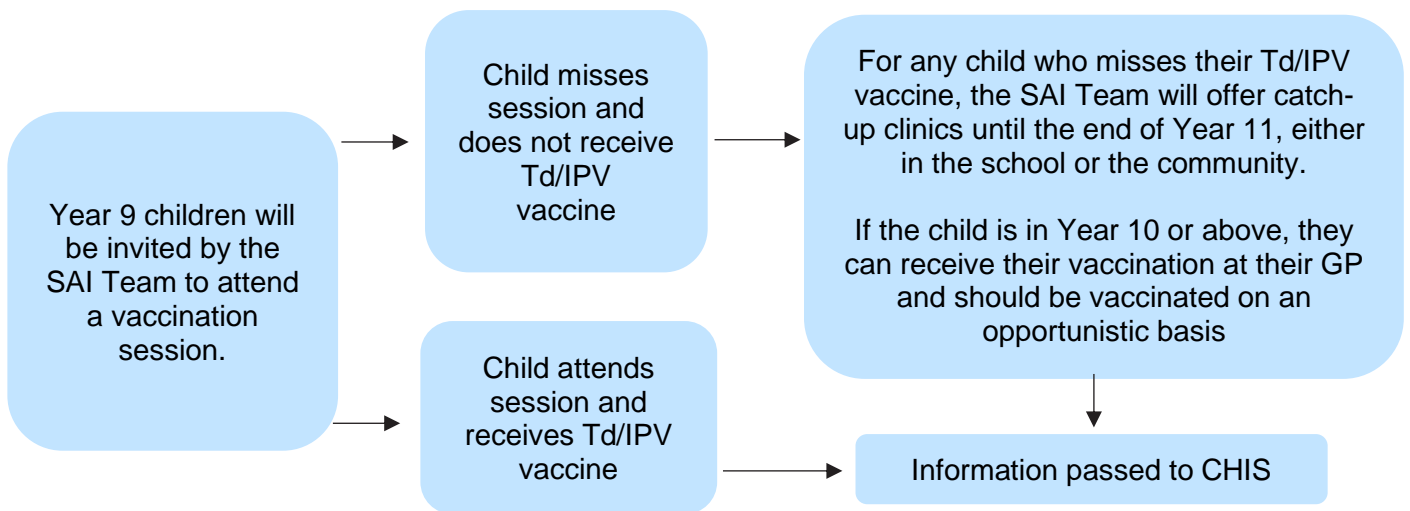 Year 9 children will
be invited by the
SAI Team to attend
a vaccination
session.
Child misses
session and
does not receive
Td/IPV
vaccine
For any child who misses their Td/IPV
vaccine, the SAI Team will offer catch-
up clinics until the end of Year 11, either
in the school or the community.
If the child is in Year 10 or above, they
can receive their vaccination at their GP
and should be vaccinated on an
opportunistic basis
Child attends
session and
receives Td/IPV
vaccine
Information passed to CHIS